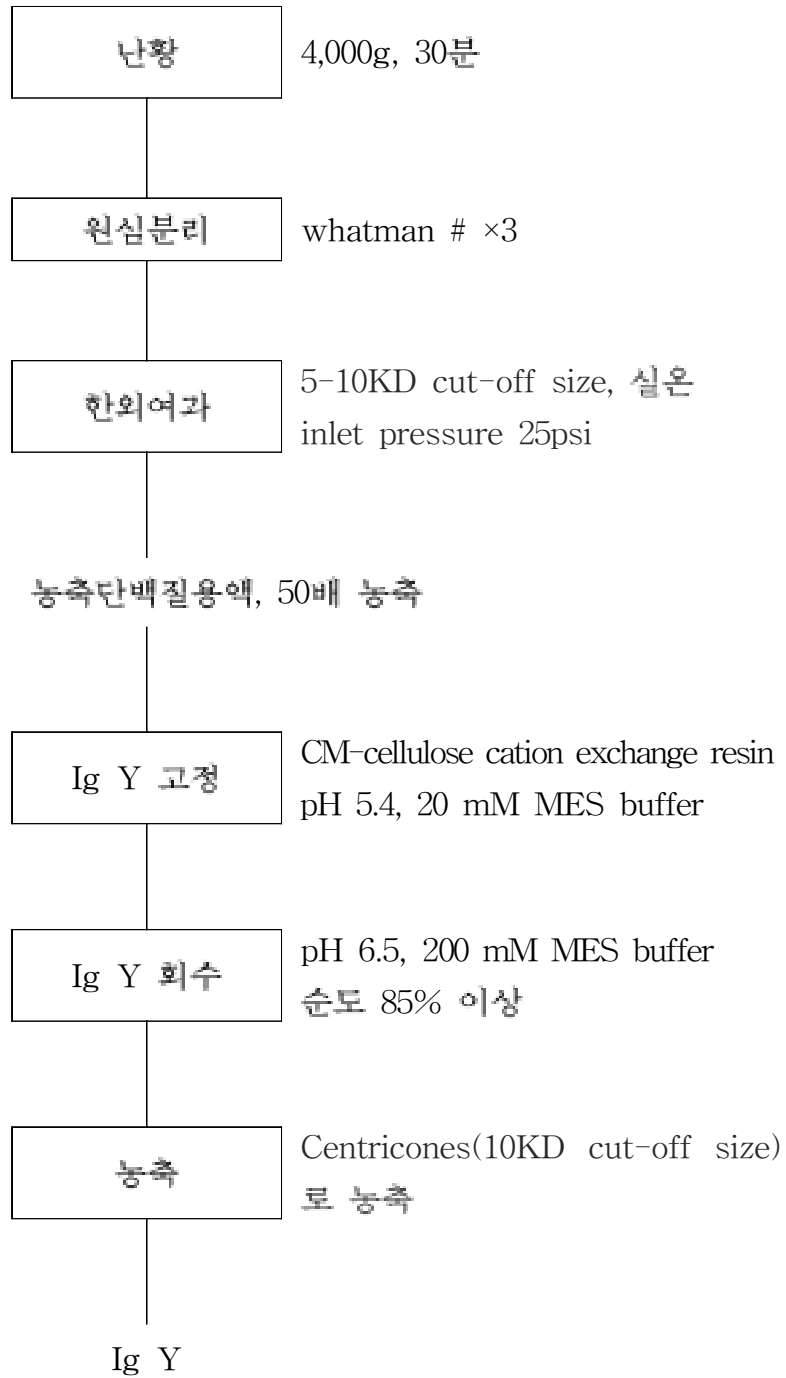 난황
4,000g, 30분
원심분리
whatman # ×3
한외여과
5-10KD cut-off size, 실온
inlet pressure 25psi
농축단백질용액, 50배 농축
Ig Y 고정
CM-cellulose cation exchange resin
pH 5.4, 20 mM MES buffer
Ig Y 회수
pH 6.5, 200 mM MES buffer
순도 85% 이상
농축
Centricones(10KD cut-off size)
로 농축
Ig Y